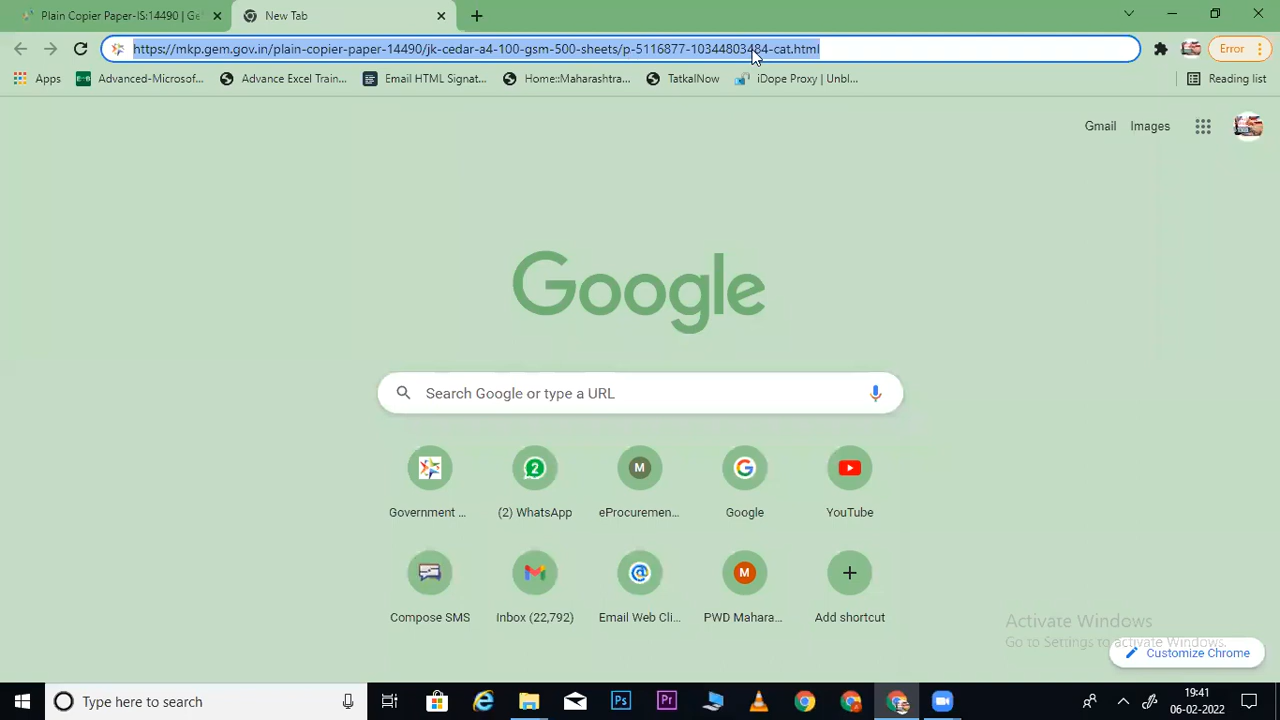 Plain Copier Paper-IS:14490 | Ge
New Tab
https://mkp.gem.gov.in/plain-copier-paper-14490/jk-cedar-a4-100-gsm-500-sheets/p-5116877-10344803484-cat.html
Error
Apps
Advanced-Microsof...
Advance Excel Train...
Email HTML Signat...
Home::Maharashtra...
TatkalNow
iDope Proxy | Unbl...
Reading list
Gmail
Images
Google
Search Google or type a URL
2
M
Government ...
(2) WhatsApp
eProcuremen...
Google
YouTube
M
Compose SMS
Inbox (22,792)
Email Web Cli...
PWD Mahara...
Add shortcut
Activate Windows
Go to Settings to activate Windows.
Customize Chrome
Type here to search
Ps
Pr
19:41
06-02-2022